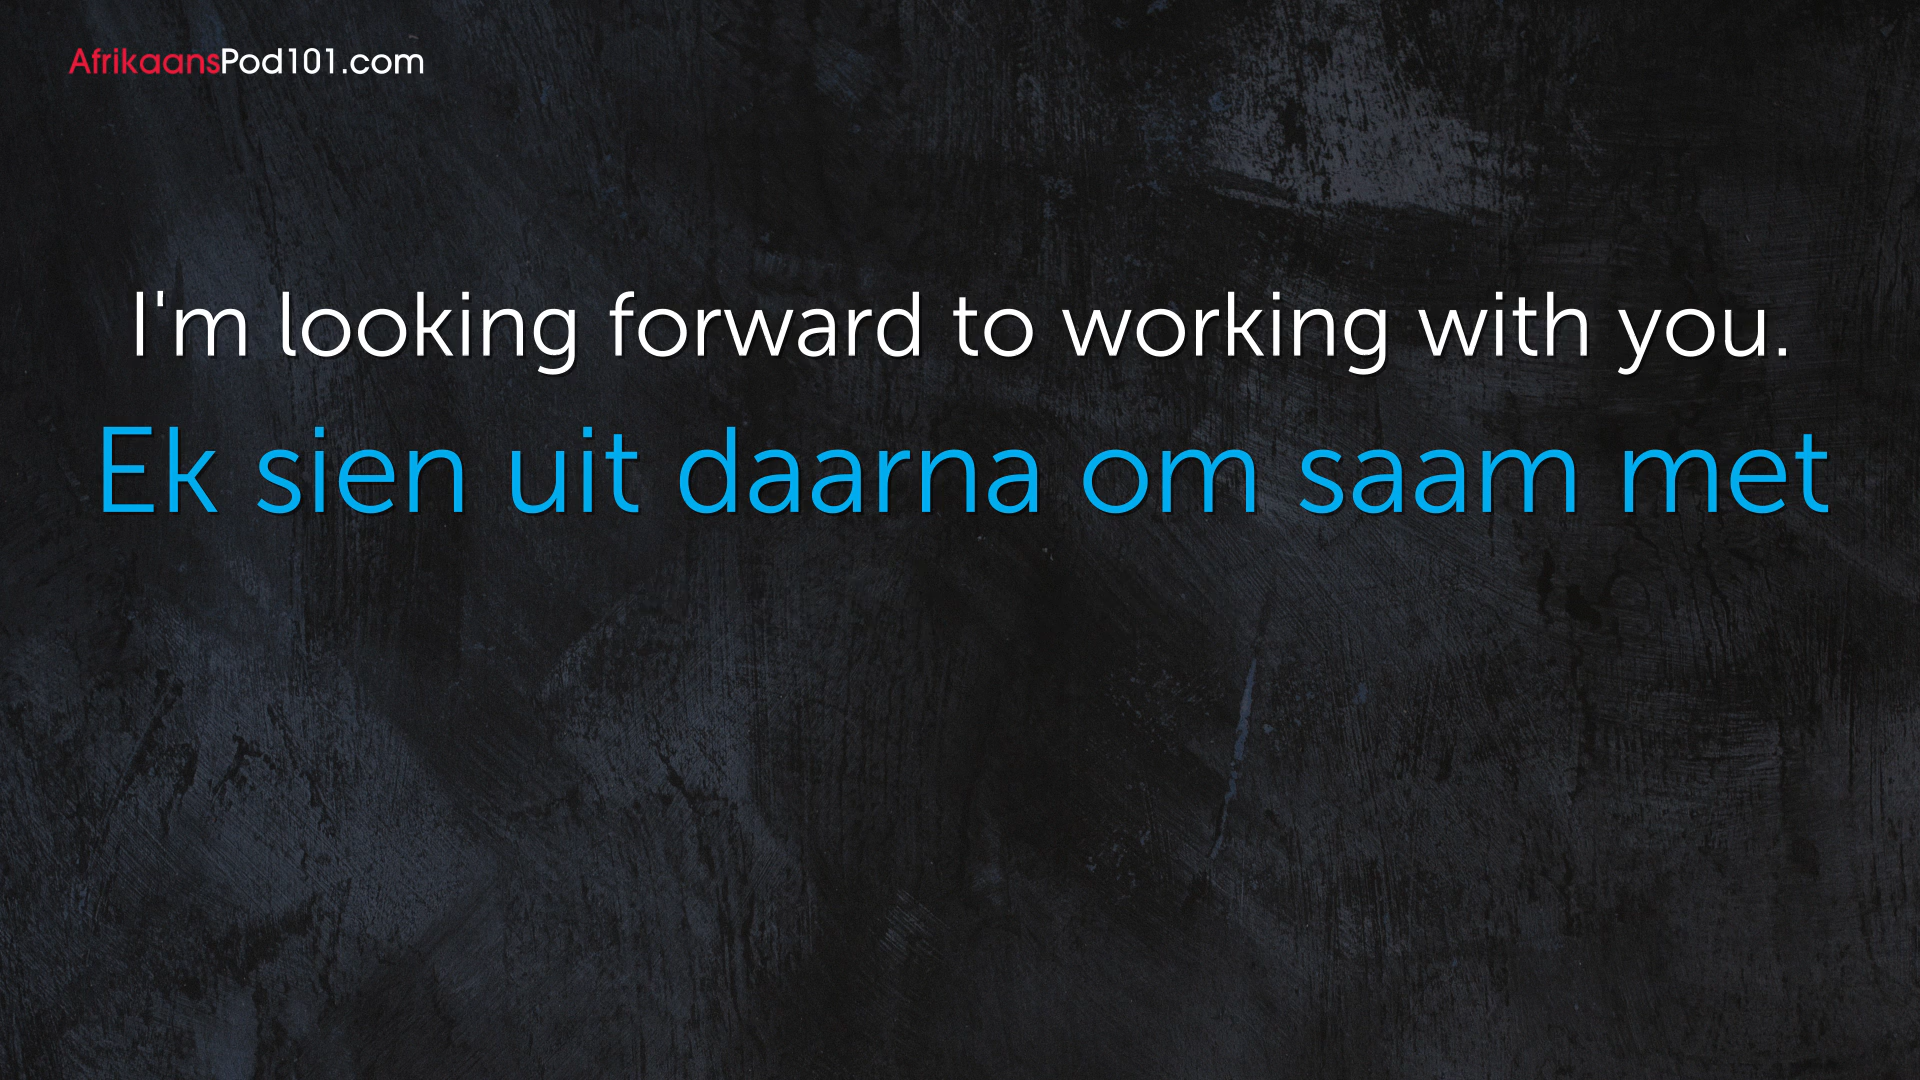 AfrikaansPod101.com
I'm looking forward to working with you.
Ek sien uit daarna om saam met